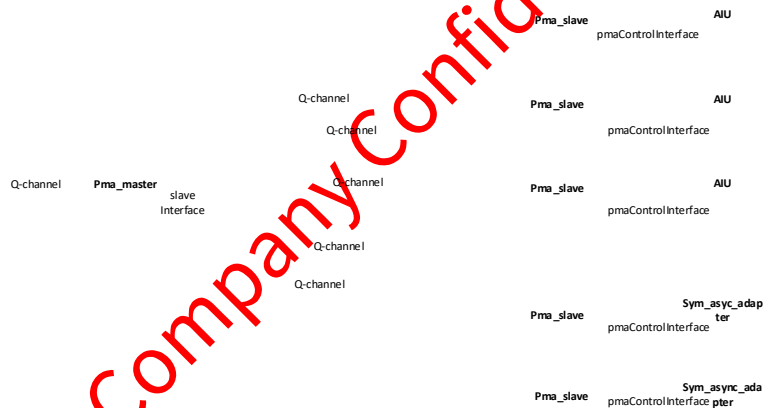 Pma_slave
AIU
pmaControlInterface
Q-channel
Pma_slave
AIU
Q-channel
pmaControlInterface
Q-channel
Pma_master
slave
Interface
Q-channel
Pma_slave
AIU
pmaControlInterface
Q-channel
Q-channel
Pma_slave
Sym_asyc_adap
ter
pmaControlInterface
Pma_slave
Sym_async_ada
pter
pmaControlInterface
Company Confid